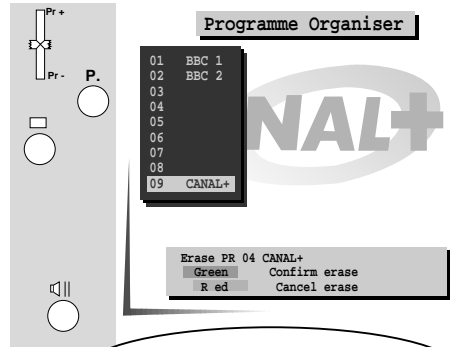 Pr +
Programme Organiser
Pr -
P.
01 BBC 1
02 BBC 2
03
04
05
06
07
08
09 CANAL+
NAL+
Erase PR 04 CANAL+
Green Confirm erase
R ed Cancel erase